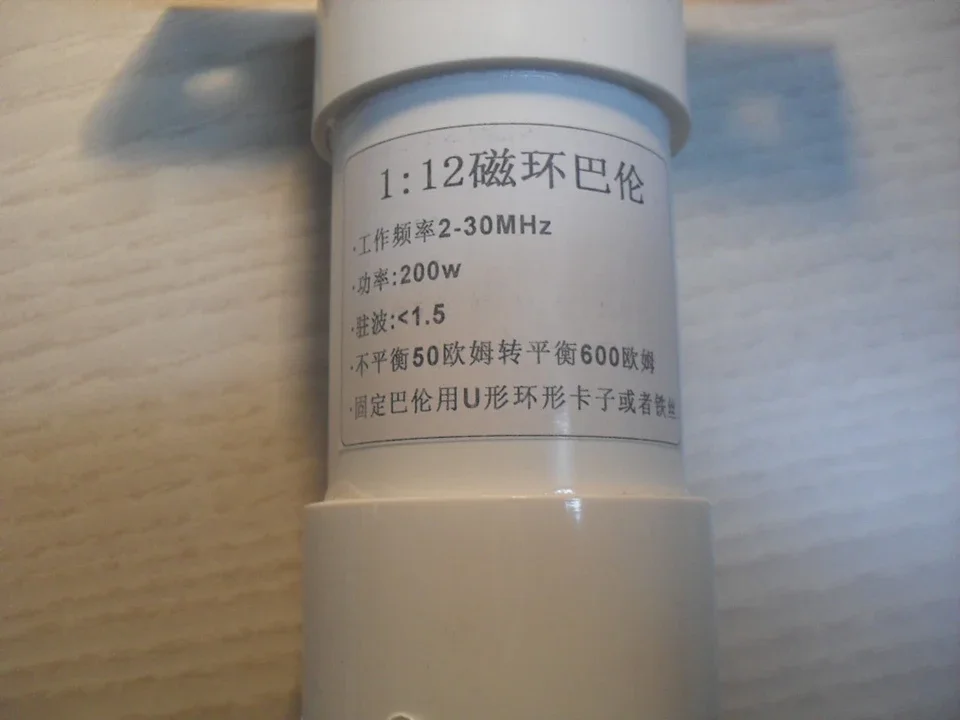 1:12磁环巴伦
·工作频率2-30MHz
·功率:200w
·驻波:<1.5
·不平衡50欧姆转平衡600欧姆
·固定巴伦用U形环形卡子或者铁丝